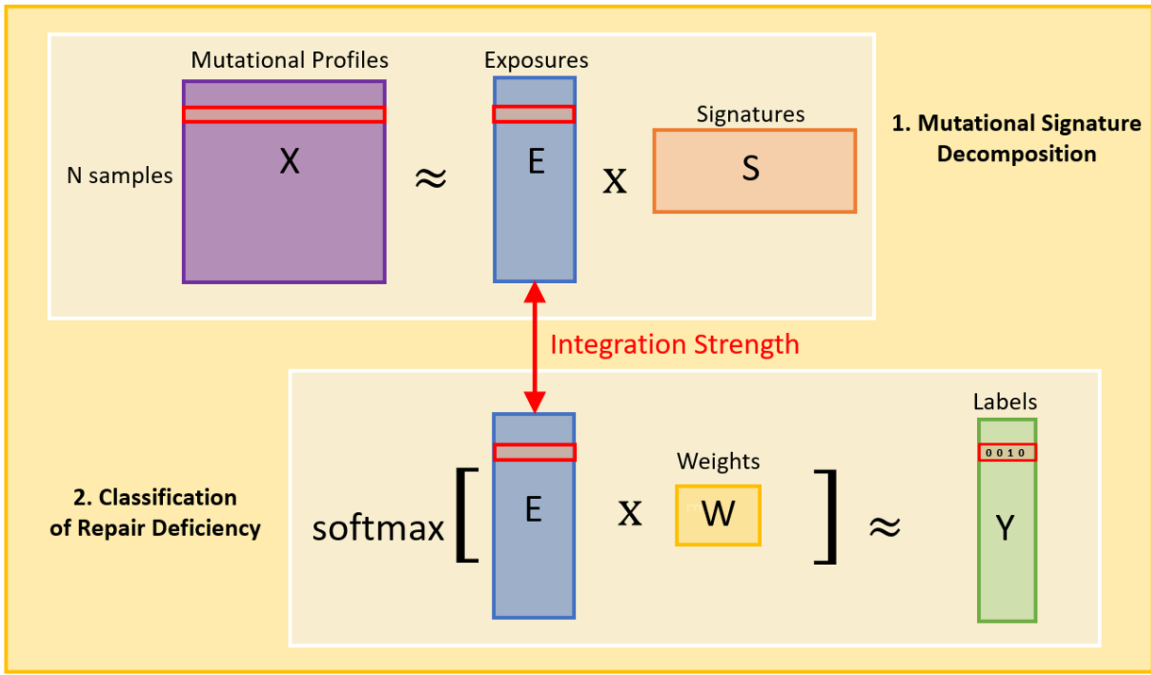 Mutational Profiles
Exposures
Signatures
1. Mutational Signature
Decomposition
N samples
X
≈
E
x
S
Integration Strength
Labels
0 0 1 0
Weights
2. Classification
of Repair Deficiency
softmax
[
E
x
W
]
≈
Y